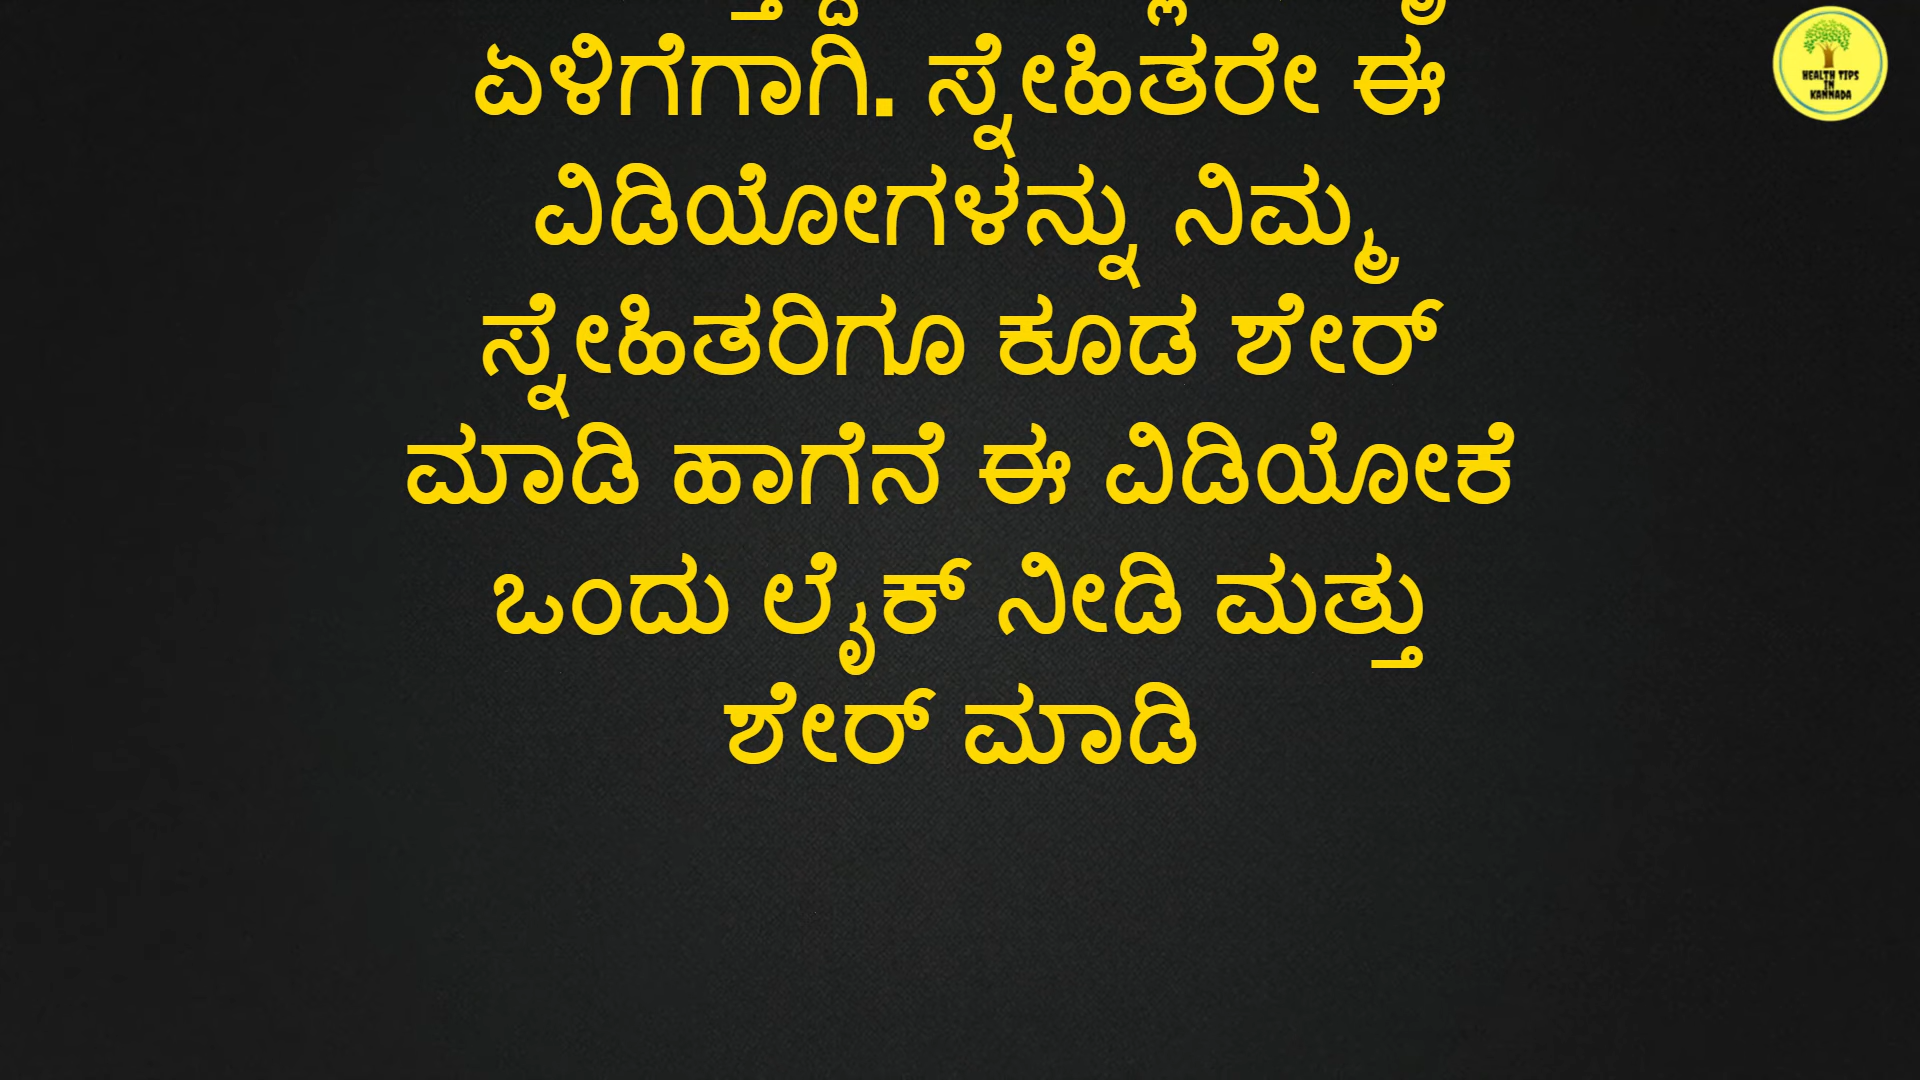 ಏಳಿಗೆಗಾಗಿ. ಸ್ನೇಹಿತರೇ ಈ
ವಿಡಿಯೋಗಳನ್ನು ನಿಮ್ಮ
ಸ್ನೇಹಿತರಿಗೂ ಕೂಡ ಶೇರ್
ಮಾಡಿ ಹಾಗೆನೆ ಈ ವಿಡಿಯೋಕೆ
ಒಂದು ಲೈಕ್ ನೀಡಿ ಮತ್ತು
ಶೇರ್ ಮಾಡಿ
HEALTH TIPS
IN
KANNADA